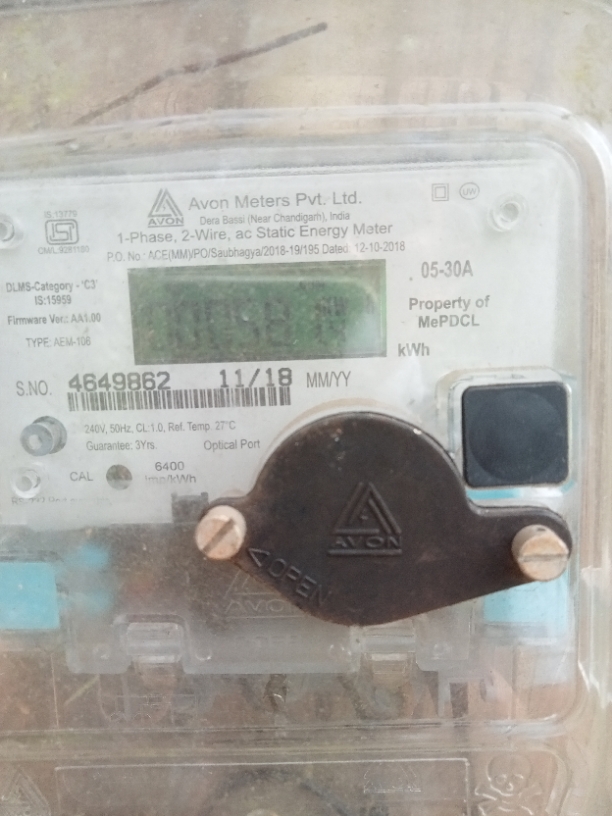 Avon Meters Pvt. Ltd.
AVON
Dera Bassi (Near Chandigarh), India
1-Phase, 2-Wire, ac Static Energy Meter
P.O. No.: ACE(MM)/PO/Saubhagya/2018-19/195 Dated: 12-10-2018
IS 13779
UW
DLMS-Category - 'C3'
IS:15959
Firmware Ver.: AA1.00
TYPE: AEM-106
05-30A
Property of
MePDCL
kWh
S.NO. 4649862 11/18 MM/YY
240V, 50Hz, CL.1.0, Ref. Temp. 27°C
Guarantee: 3Yrs. Optical Port
CAL 6400
Imp/kWh
AVON
OPEN